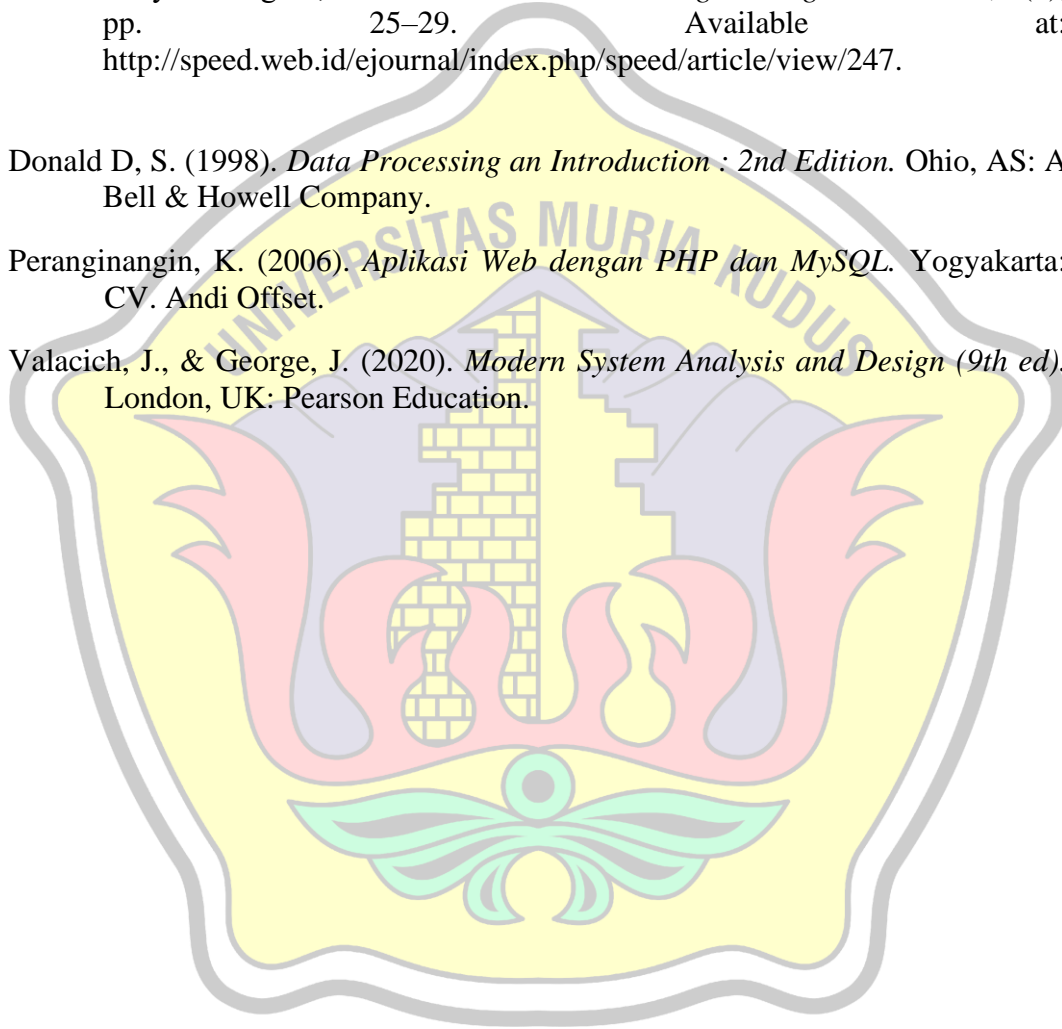 pp. 25–29. Available at:
http://speed.web.id/ejournal/index.php/speed/article/view/247.
Donald D, S. (1998). Data Processing an Introduction : 2nd Edition. Ohio, AS: A
Bell & Howell Company.
UNIVERSITAS MURIA KUDUS
Peranginangin, K. (2006). Aplikasi Web dengan PHP dan MySQL. Yogyakarta:
CV. Andi Offset.
Valacich, J., & George, J. (2020). Modern System Analysis and Design (9th ed).
London, UK: Pearson Education.